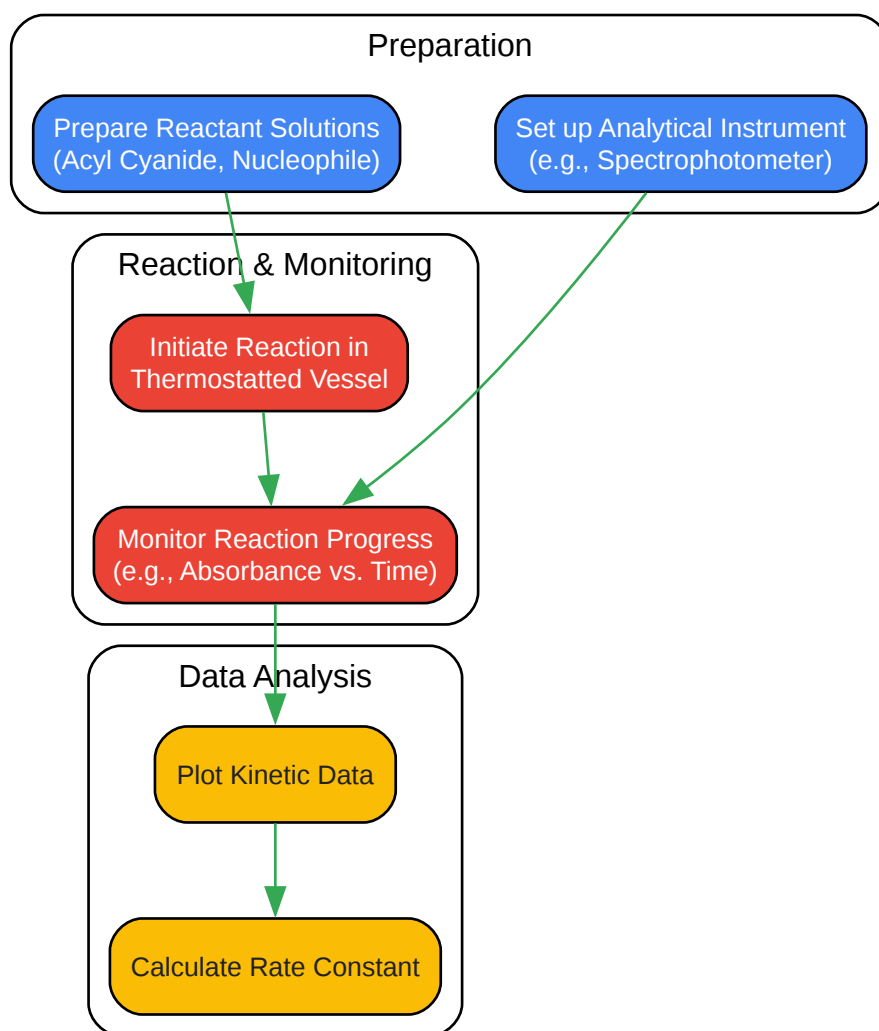 Preparation
Prepare Reactant Solutions
(Acyl Cyanide, Nucleophile)
Set up Analytical Instrument
(e.g., Spectrophotometer)
Reaction & Monitoring
Initiate Reaction in
Thermostatted Vessel
Monitor Reaction Progress
(e.g., Absorbance vs. Time)
Data Analysis
Plot Kinetic Data
Calculate Rate Constant